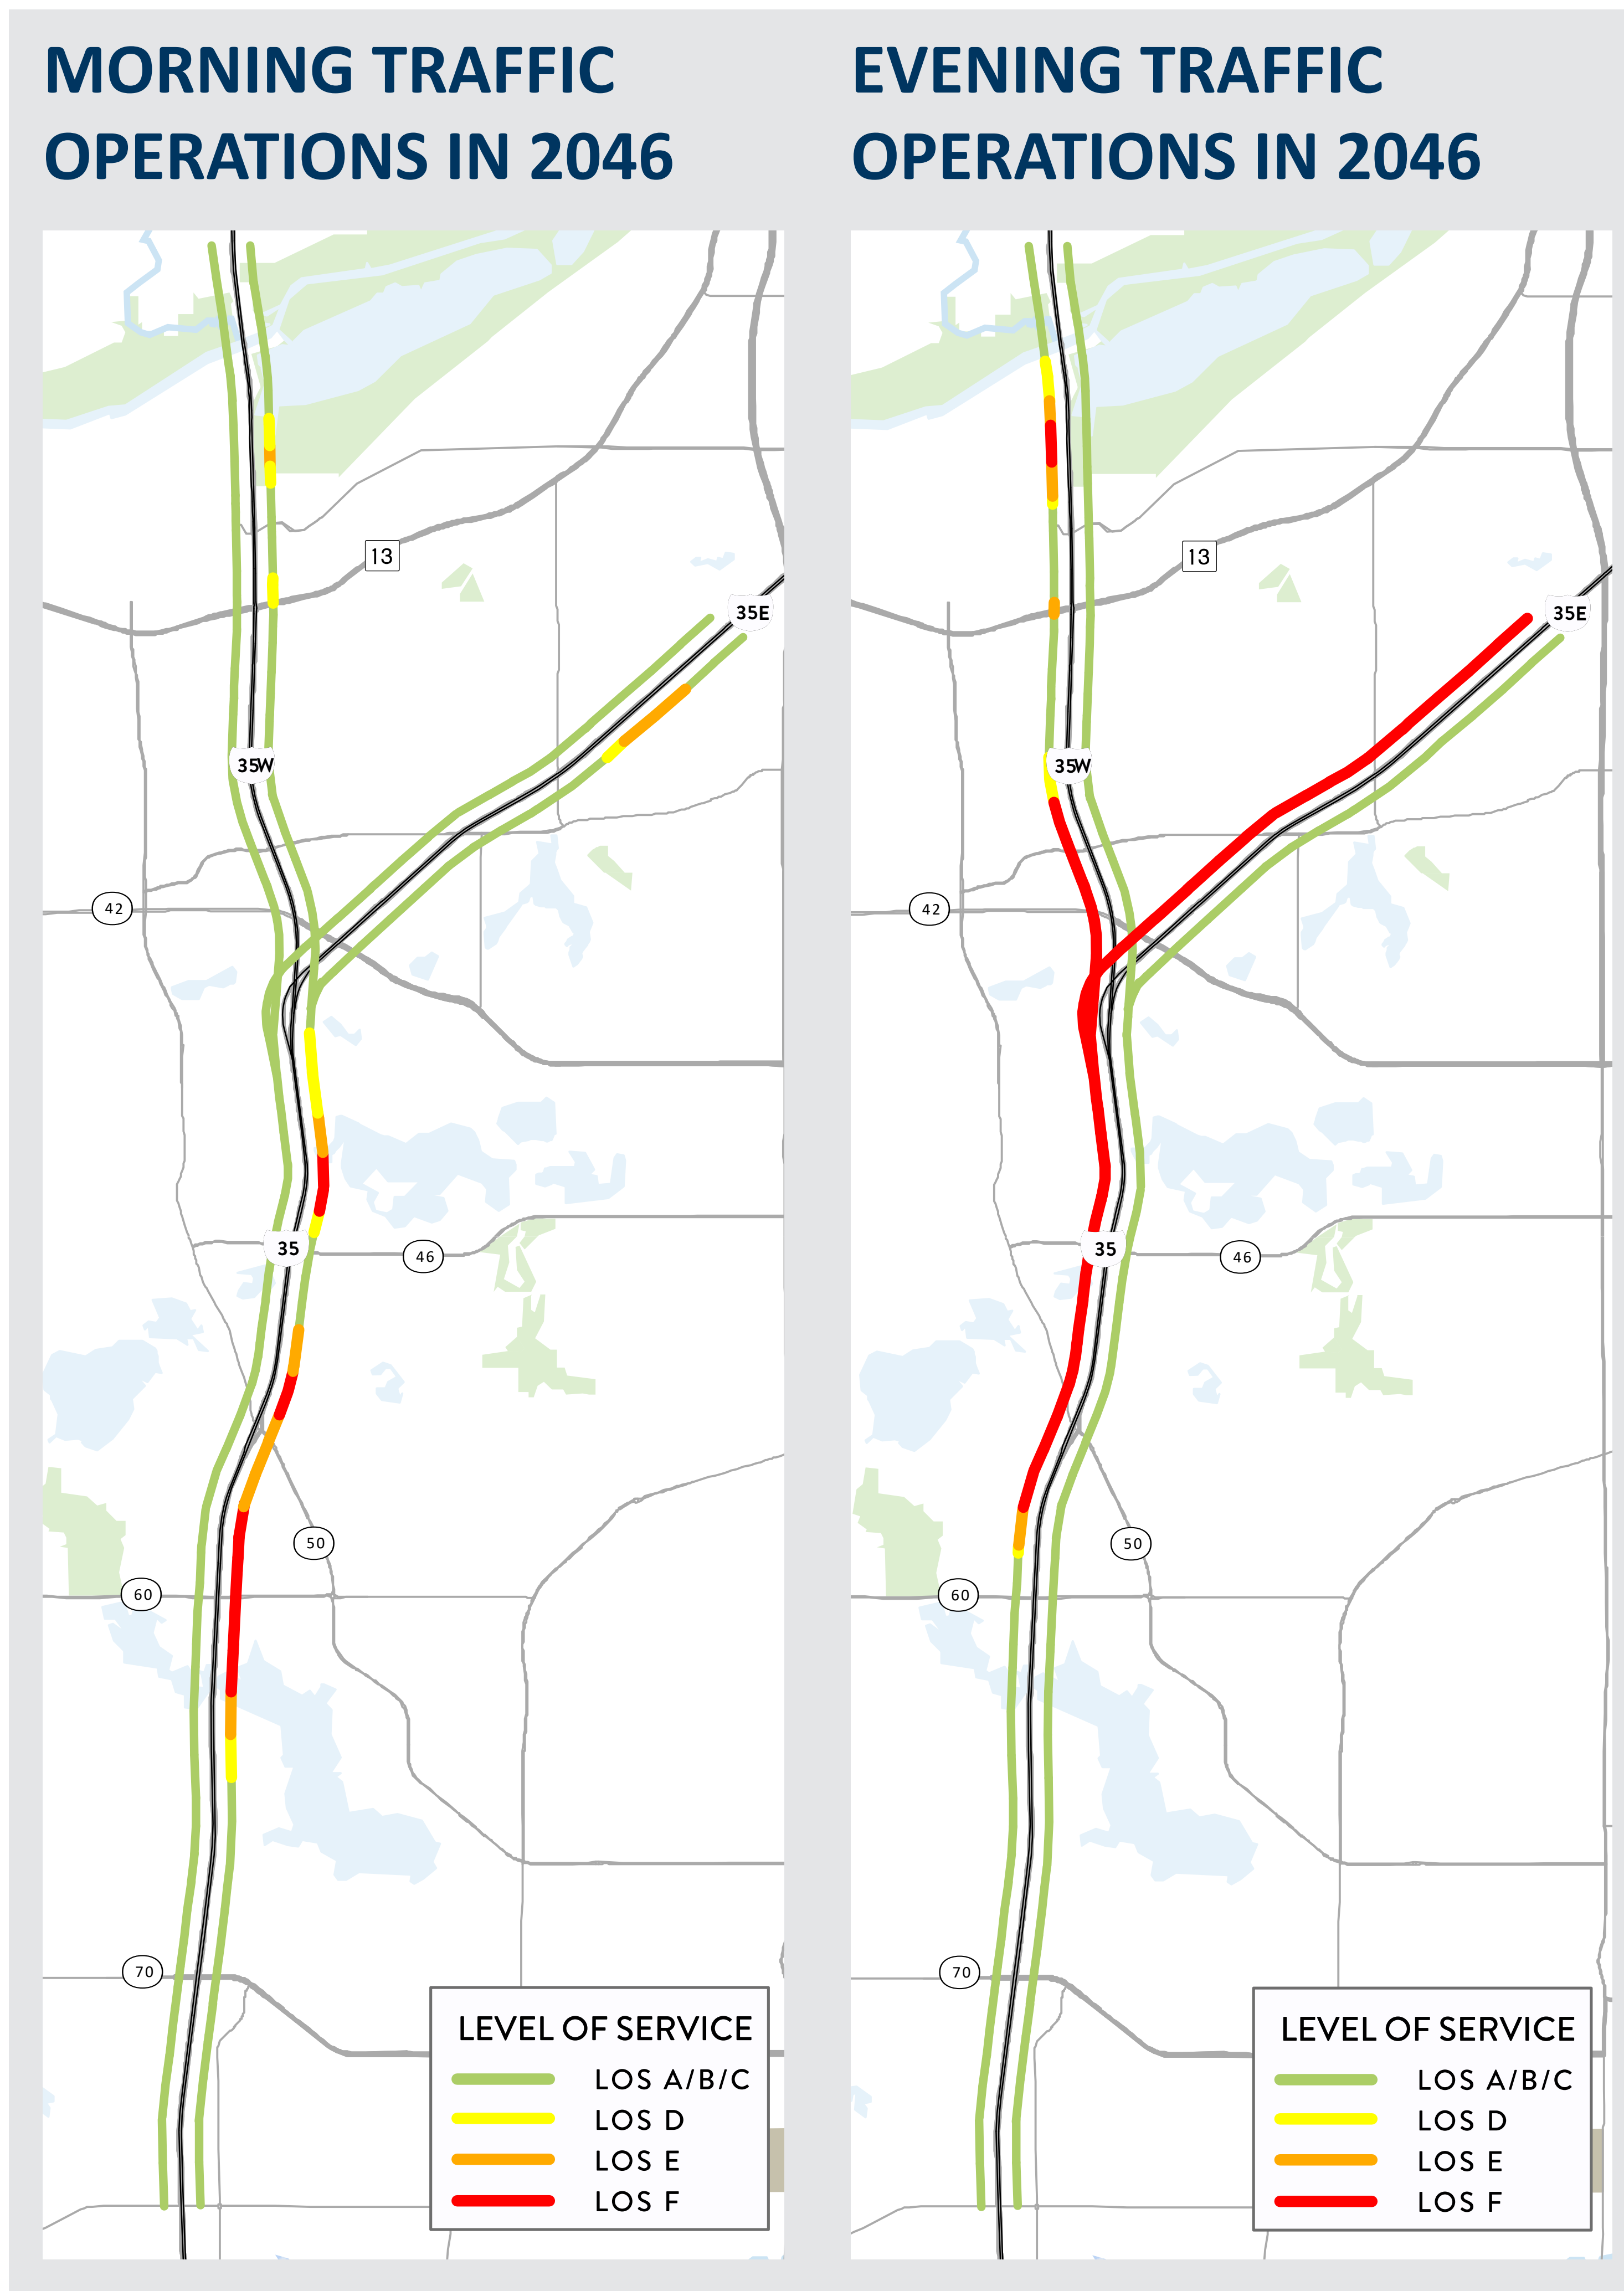 MORNING TRAFFIC
OPERATIONS IN 2046
13
35E
35W
42
35
46
50
60
70
LEVEL OF SERVICE
LOS A/B/C
LOS D
LOS E
LOS F
EVENING TRAFFIC
OPERATIONS IN 2046
13
35E
35W
42
35
46
50
60
70
LEVEL OF SERVICE
LOS A/B/C
LOS D
LOS E
LOS F